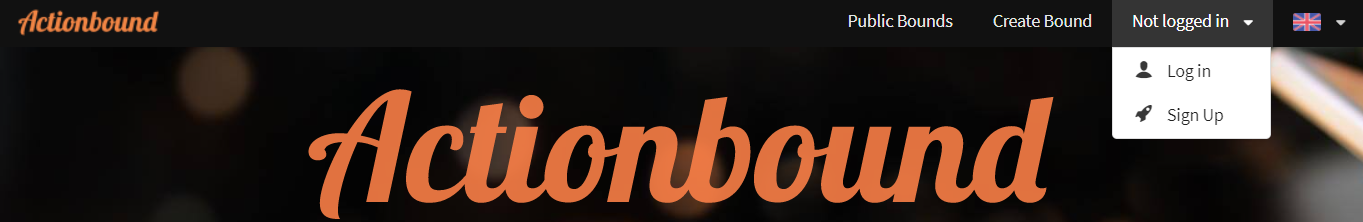 Actionbound
Public Bounds
Create Bound
Not logged in
Log in
Sign Up
Actionbound